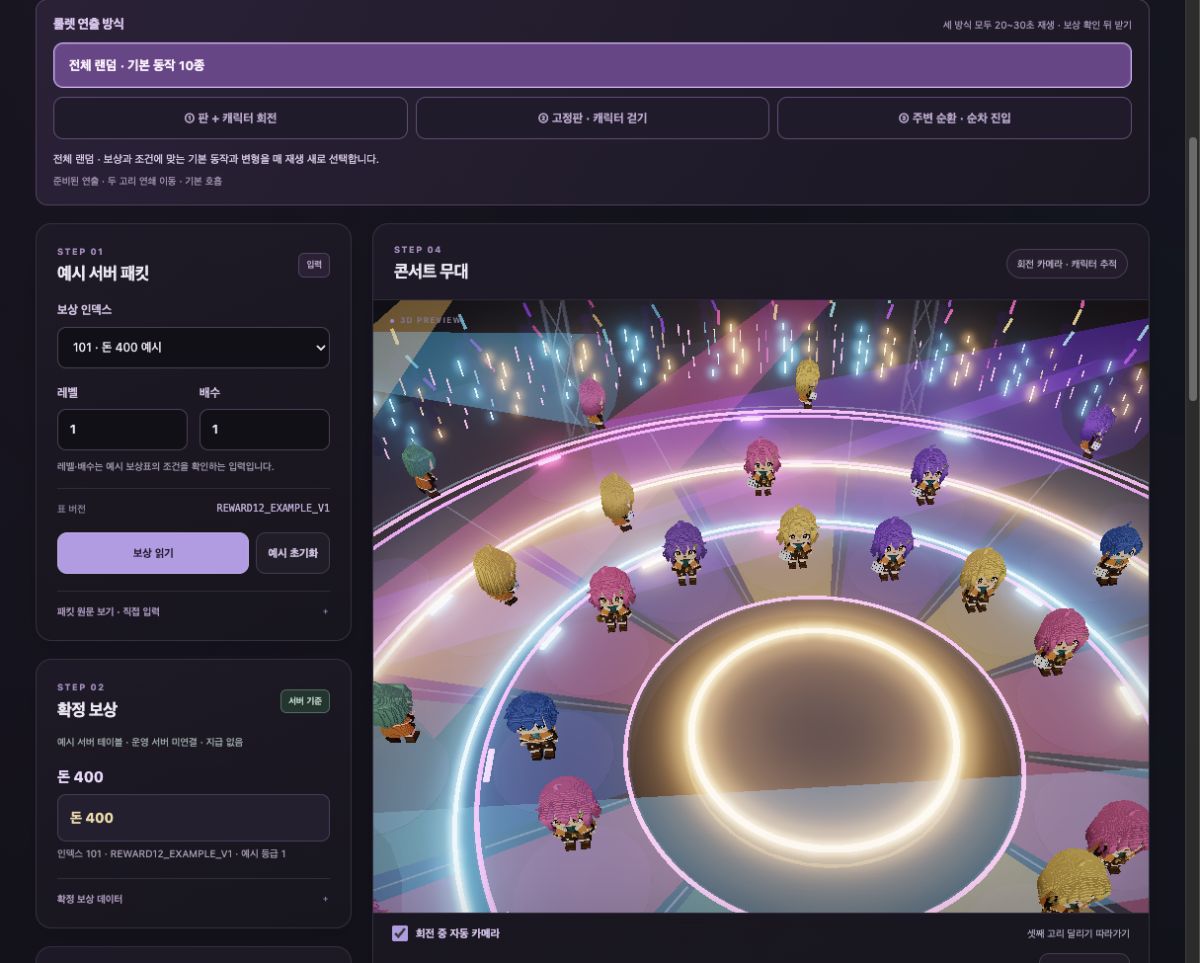 룰렛 연출 방식
세 방식 모두 20~30초 재생 · 보상 확인 뒤 받기
전체 랜덤 · 기본 동작 10종
① 판 + 캐릭터 회전
② 고정판 · 캐릭터 걷기
③ 주변 순환 · 순차 진입
전체 랜덤 · 보상과 조건에 맞는 기본 동작과 변형을 매 재생 새로 선택합니다.
준비된 연출 · 두 고리 연쇄 이동 · 기본 호흡
STEP 01
예시 서버 패킷
입력
보상 인덱스
101 · 돈 400 예시
레벨
배수
1
1
레벨·배수는 예시 보상표의 조건을 확인하는 입력입니다.
표 버전
REWARD12_EXAMPLE_V1
보상 읽기
예시 초기화
패킷 원문 보기 · 직접 입력
+
STEP 02
확정 보상
서버 기준
예시 서버 테이블 · 운영 서버 미연결 · 지급 없음
돈 400
돈 400
인덱스 101 · REWARD12_EXAMPLE_V1 · 예시 등급 1
확정 보상 데이터
+
STEP 04
콘서트 무대
회전 카메라 · 캐릭터 추적
3D PREVIEW
회전 중 자동 카메라
셋째 고리 달리기 따라가기